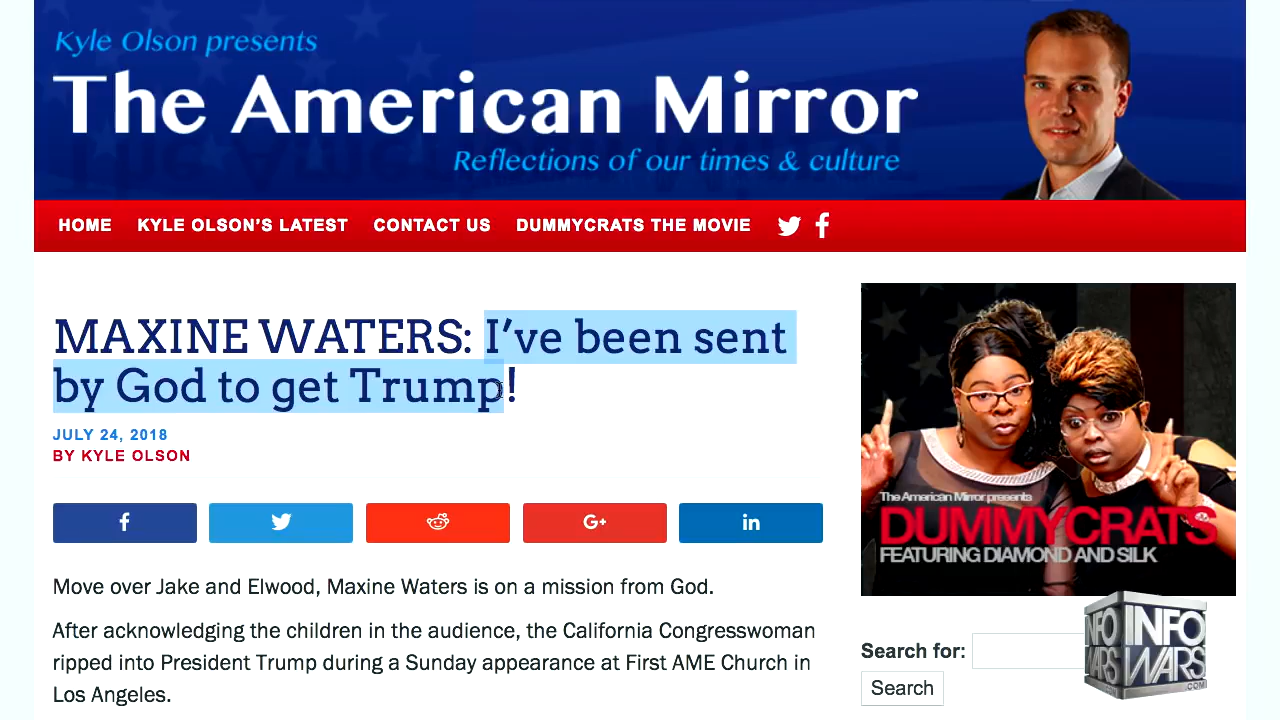 Kyle Olson presents
The American Mirror
Reflections of our times & culture
HOME KYLE OLSON'S LATEST CONTACT US DUMMYCRATS THE MOVIE
MAXINE WATERS: I’ve been sent
by God to get Trump!
JULY 24, 2018
BY KYLE OLSON
Move over Jake and Elwood, Maxine Waters is on a mission from God.
After acknowledging the children in the audience, the California Congresswoman
ripped into President Trump during a Sunday appearance at First AME Church in
Los Angeles.
The American Mirror presents
DUMMYCRATS
FEATURING DIAMOND AND SILK
Search for:
Search
INFO
WARS
.COM